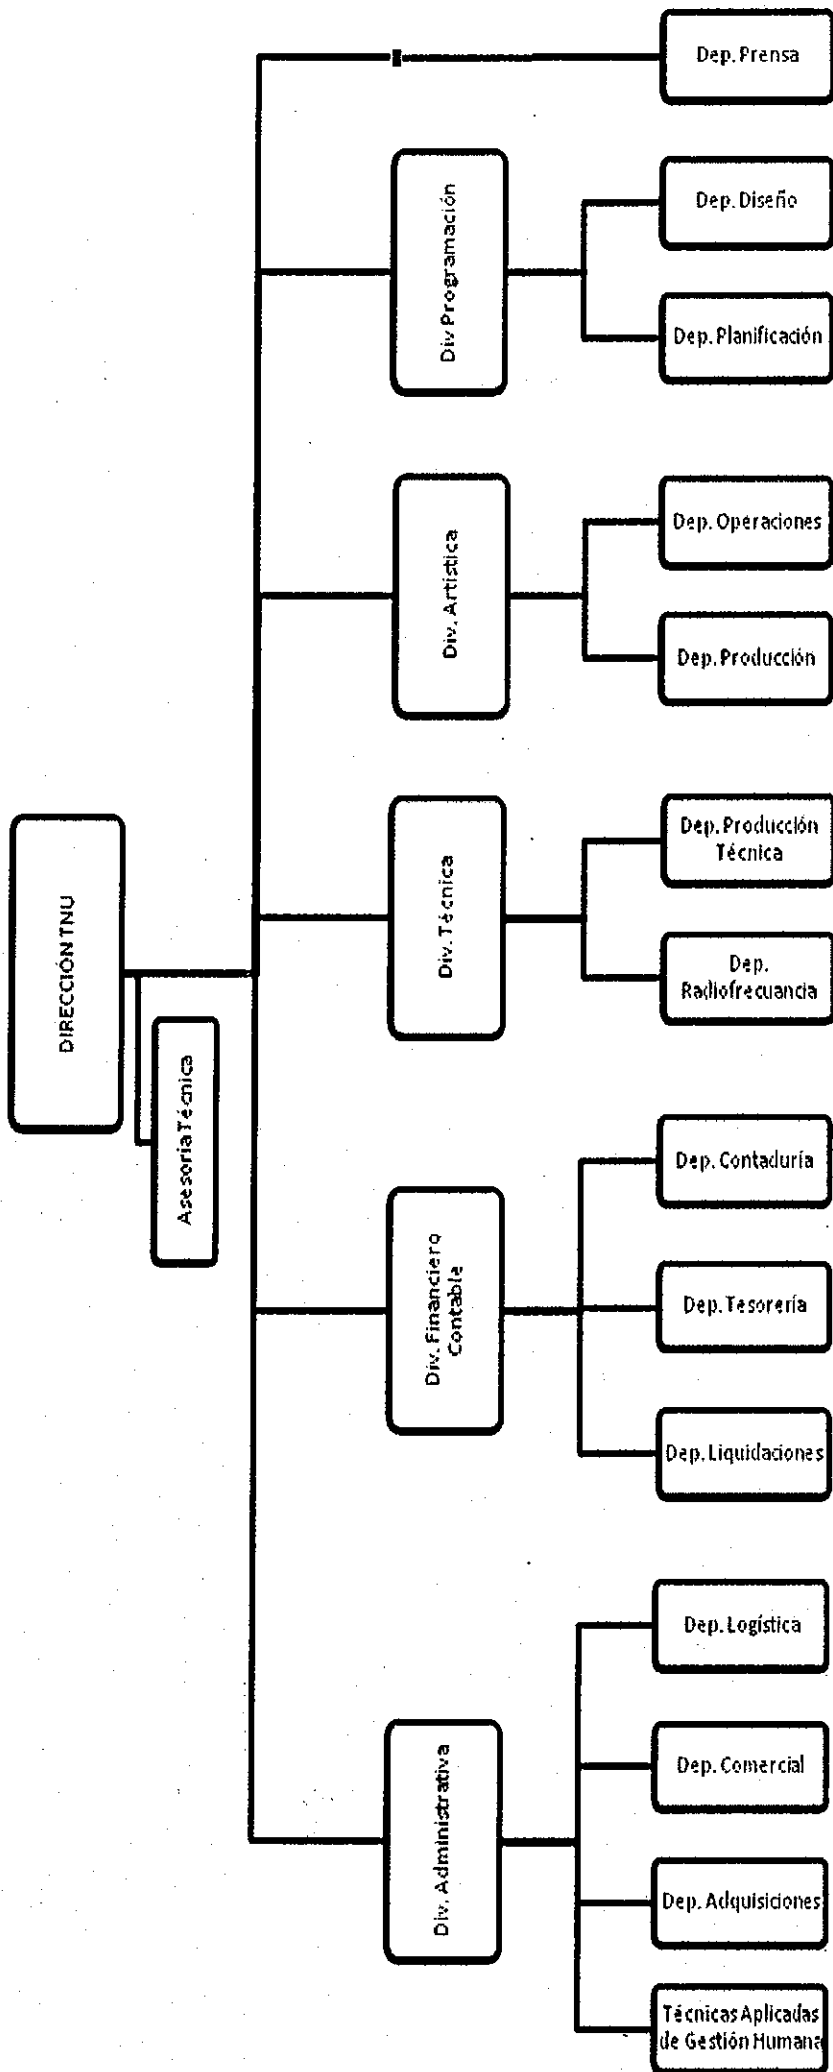 DIRECCIÓN TNU
Asesoría Técnica
Div. Administrativa
Div. Financiero
Contable
Div. Técnica
Div. Artística
Div Programación
Técnicas Aplicadas
de Gestión Humana
Dep. Adquisiciones
Dep. Comercial
Dep. Logística
Dep. Liquidaciones
Dep. Tesorería
Dep. Contaduría
Dep.
Radiofrecuancia
Dep. Producción
Técnica
Dep. Producción
Dep. Operaciones
Dep. Planificación
Dep. Diseño
Dep. Prensa